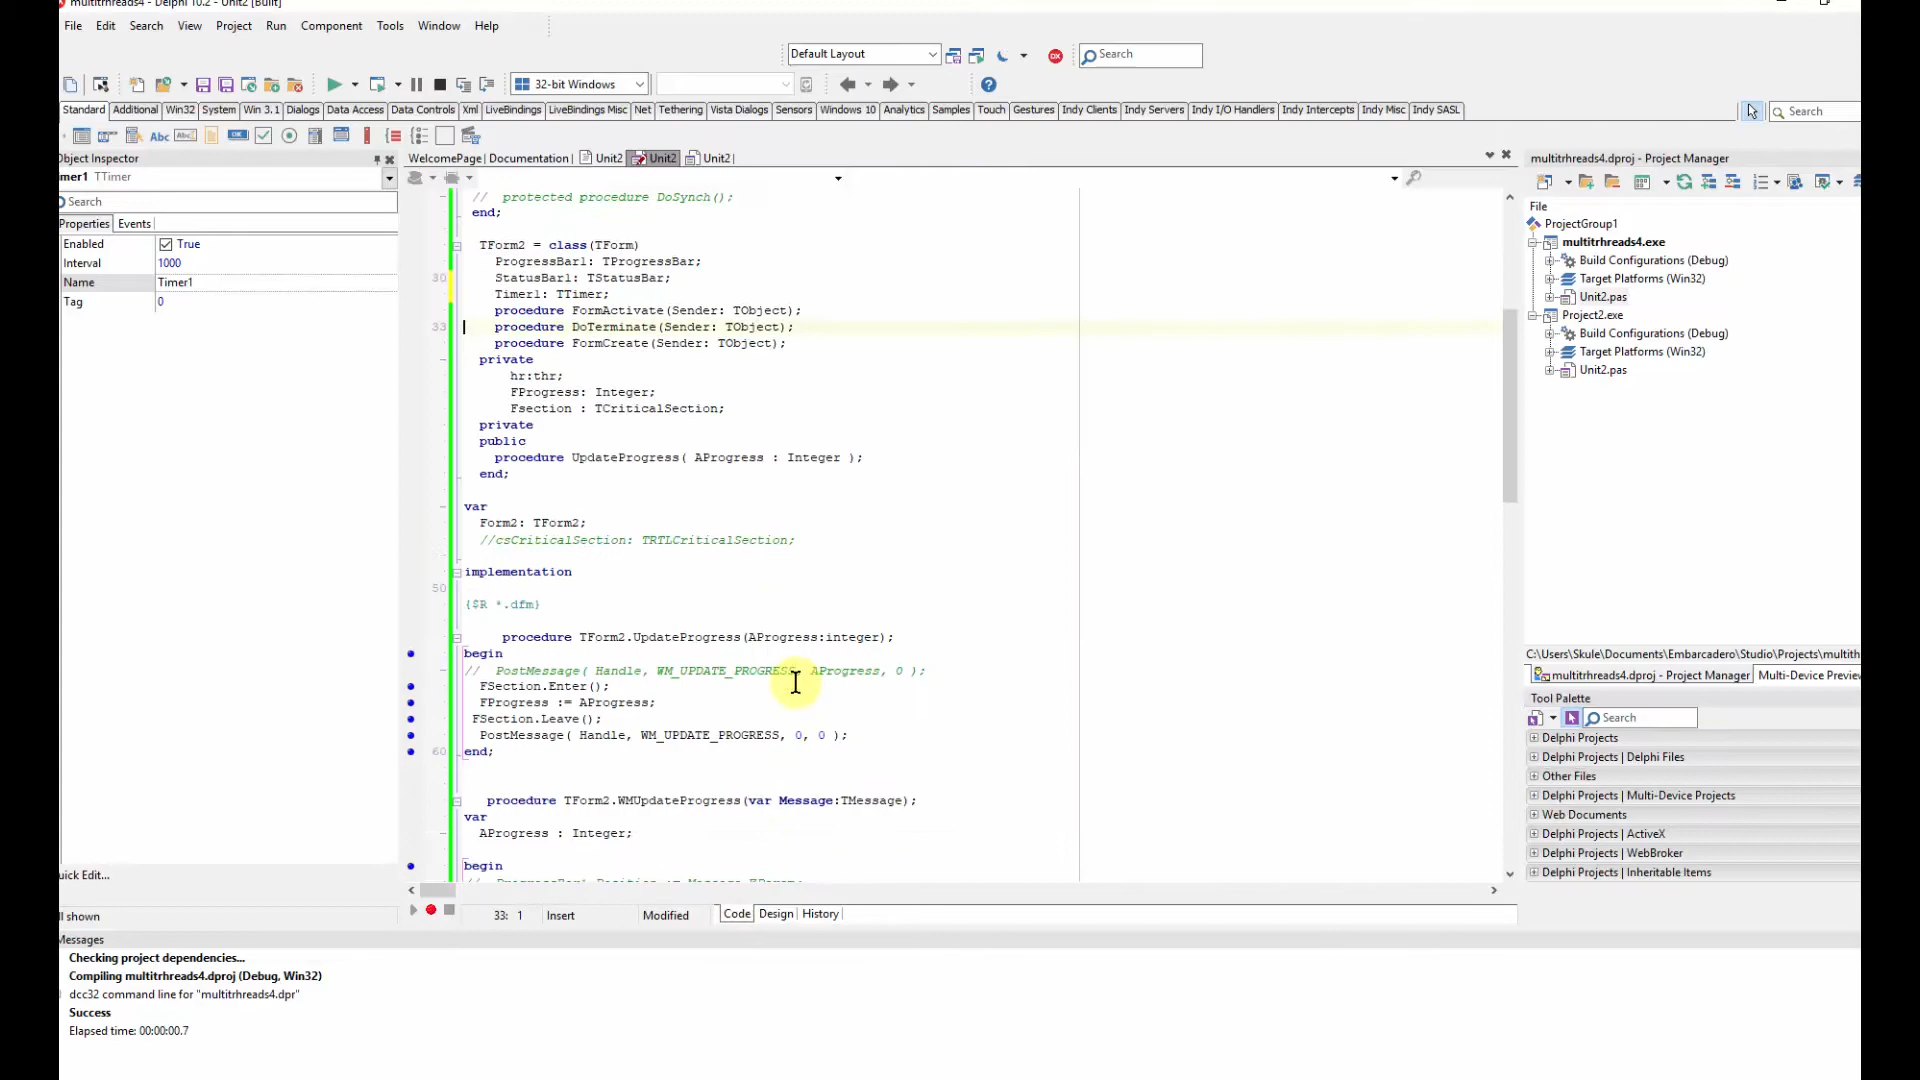 multitrhreads4 - Delphi 10.2 - Unit2 [Built]
File Edit Search View Project Run Component Tools Window Help
Default Layout Search
32-bit Windows
Standard Additional Win32 System Win 3.1 Dialogs Data Access Data Controls Xml LiveBindings LiveBindings Misc Net Tethering Vista Dialogs Sensors Windows 10 Analytics Samples Touch Gestures Indy Clients Indy Servers Indy I/O Handlers Indy Intercepts Indy Misc Indy SASL Search
Abc
Object Inspector
mer1 TTimer
Search
Properties Events
Enabled True
Interval 1000
Name Timer1
Tag 0
uick Edit...
ll shown
WelcomePage Documentation Unit2 Unit2 Unit2
// protected procedure DoSynch();
end;
TForm2 = class(TForm)
ProgressBar1: TProgressBar;
30 StatusBar1: TStatusBar;
Timer1: TTimer;
procedure FormActivate(Sender: TObject);
33 procedure DoTerminate(Sender: TObject);
procedure FormCreate(Sender: TObject);
private
hr:thr;
FProgress: Integer;
Fsection : TCriticalSection;
private
public
procedure UpdateProgress( AProgress : Integer );
end;
var
Form2: TForm2;
//csCriticalSection: TRTLCriticalSection;
implementation
50
{$R *.dfm}
procedure TForm2.UpdateProgress(AProgress:integer);
begin
// PostMessage( Handle, WM_UPDATE_PROGRESS, AProgress, 0 );
FSection.Enter();
FProgress := AProgress;
FSection.Leave();
PostMessage( Handle, WM_UPDATE_PROGRESS, 0, 0 );
60 end;
procedure TForm2.WMUpdateProgress(var Message:TMessage);
var
AProgress : Integer;
begin
33: 1 Insert Modified Code Design History
multitrhreads4.dproj - Project Manager
File
ProjectGroup1
multitrhreads4.exe
Build Configurations (Debug)
Target Platforms (Win32)
Unit2.pas
Project2.exe
Build Configurations (Debug)
Target Platforms (Win32)
Unit2.pas
C:\Users\Skule\Documents\Embarcadero\Studio\Projects\multith
multitrhreads4.dproj - Project Manager Multi-Device Preview
Tool Palette
Search
Delphi Projects
Delphi Projects | Delphi Files
Other Files
Delphi Projects | Multi-Device Projects
Web Documents
Delphi Projects | ActiveX
Delphi Projects | WebBroker
Delphi Projects | Inheritable Items
Messages
Checking project dependencies...
Compiling multitrhreads4.dproj (Debug, Win32)
dcc32 command line for "multitrhreads4.dpr"
Success
Elapsed time: 00:00:00.7